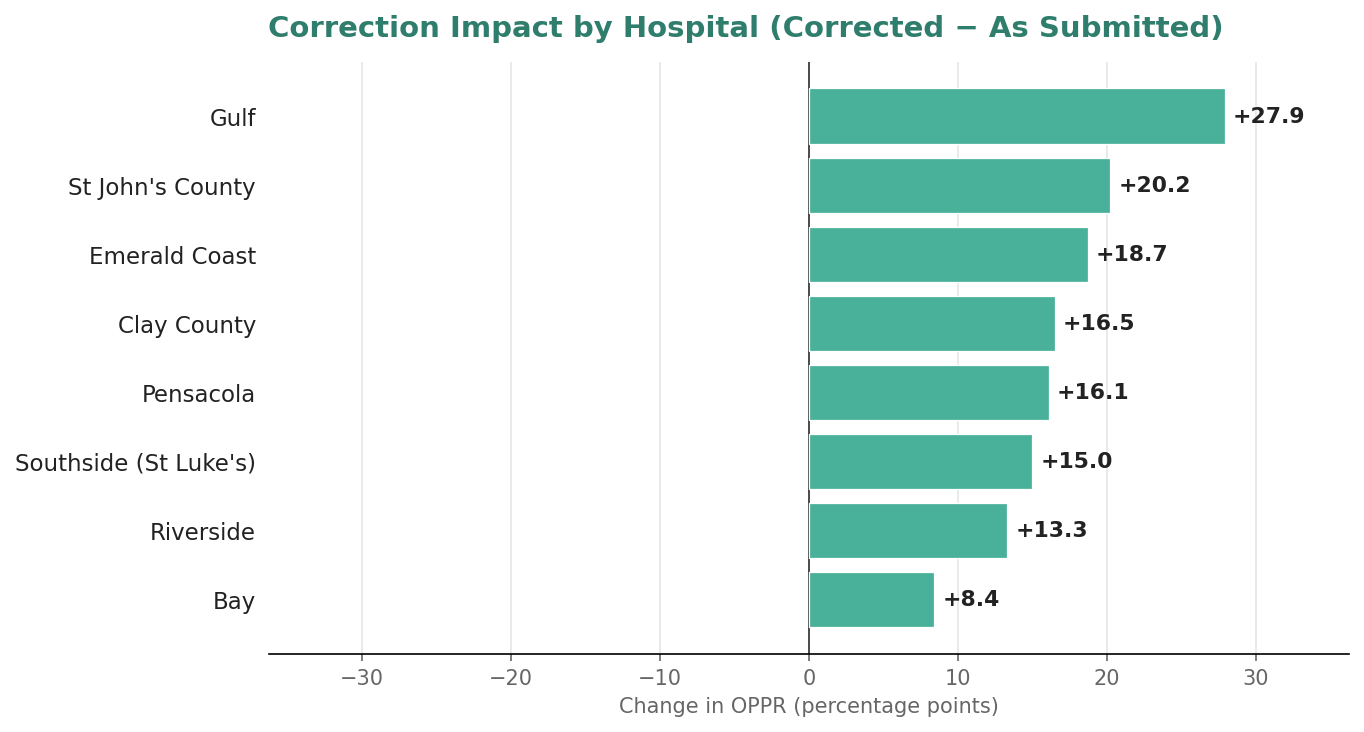 Correction Impact by Hospital (Corrected − As Submitted)
Gulf
+27.9
St John's County
+20.2
Emerald Coast
+18.7
Clay County
+16.5
Pensacola
+16.1
Southside (St Luke's)
+15.0
Riverside
+13.3
Bay
+8.4
−30 −20 −10 0 10 20 30
Change in OPPR (percentage points)